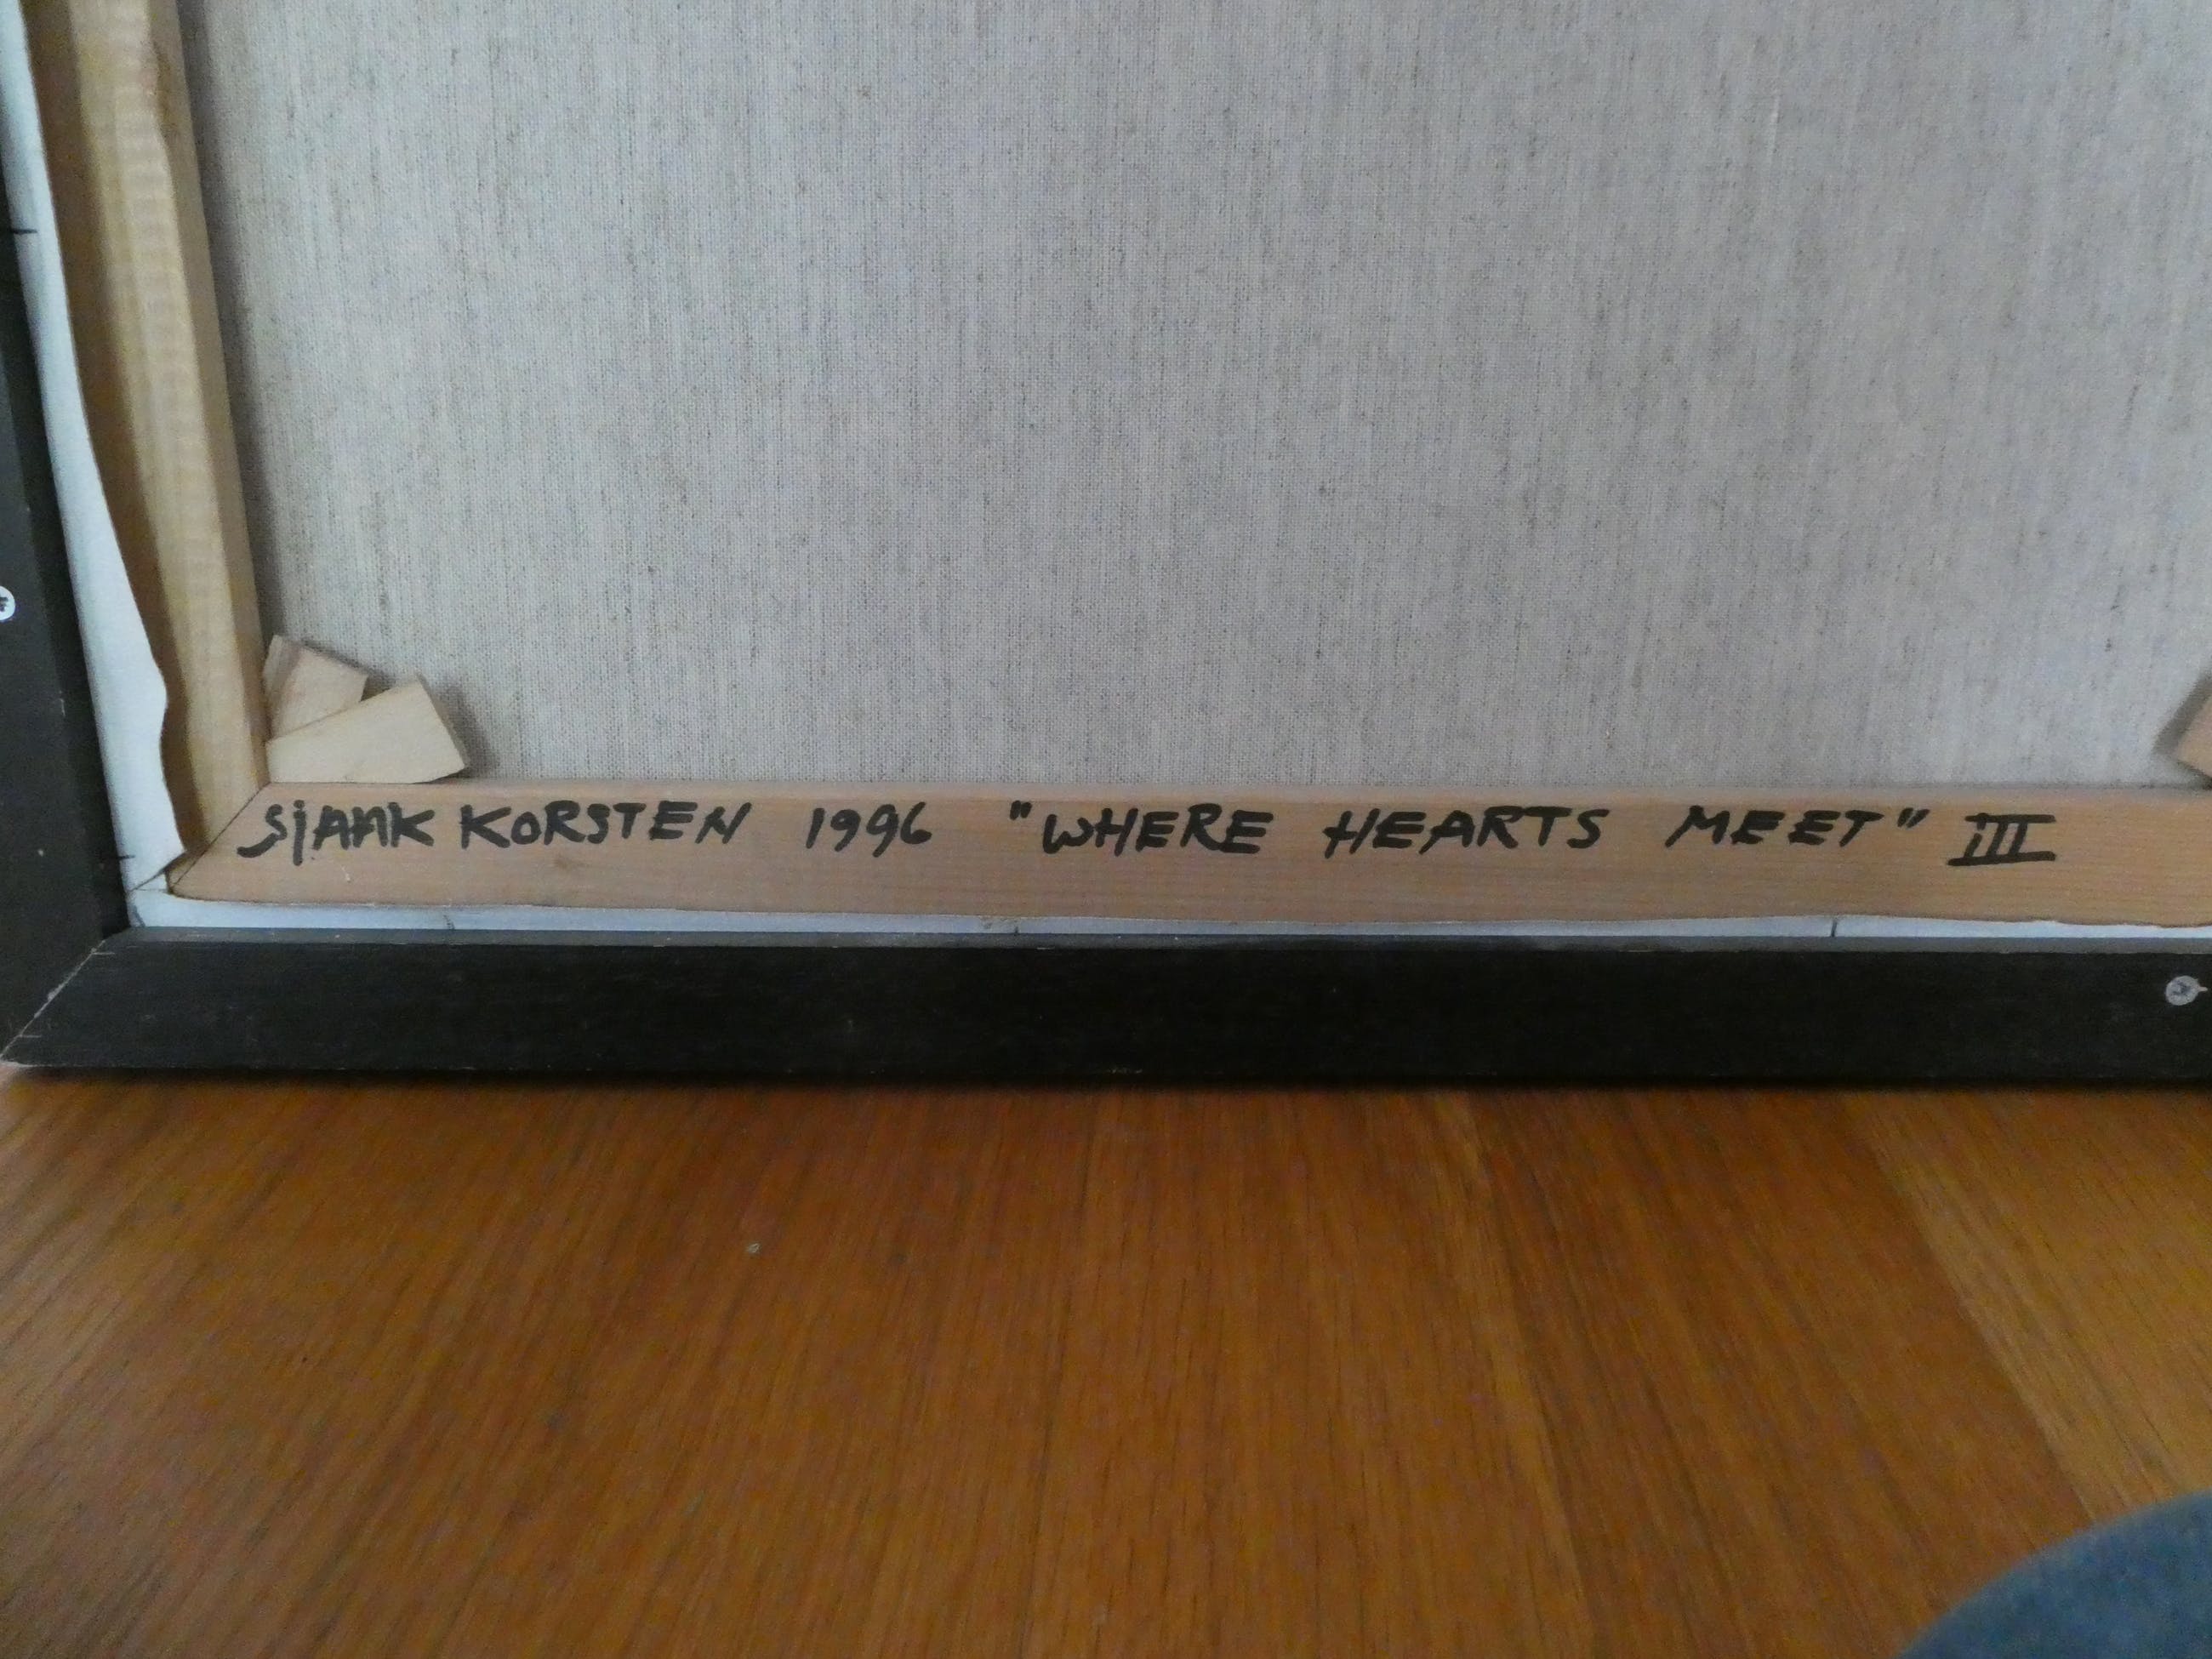 SjAAK KORSTEN 1996 "WHERE HEARTS MEET" III